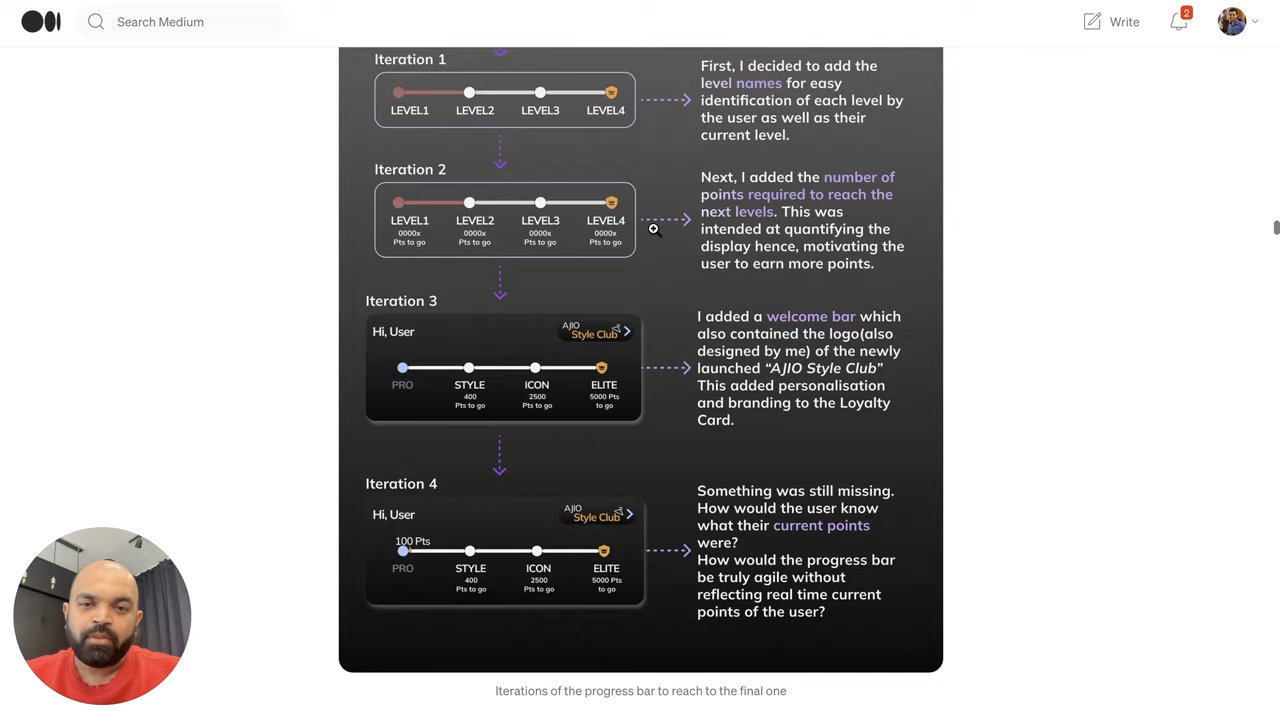 Search Medium
Write
2
Iteration 1
LEVEL1 LEVEL2 LEVEL3 LEVEL4
First, I decided to add the
level names for easy
identification of each level by
the user as well as their
current level.
Iteration 2
LEVEL1 LEVEL2 LEVEL3 LEVEL4
0000x 0000x 0000x 0000x
Pts to go Pts to go Pts to go Pts to go
Next, I added the number of
points required to reach the
next levels. This was
intended at quantifying the
display hence, motivating the
user to earn more points.
Iteration 3
Hi, User
AJIO
Style Club
PRO STYLE ICON ELITE
400 2500 5000 Pts
Pts to go Pts to go to go
I added a welcome bar which
also contained the logo(also
designed by me) of the newly
launched “AJIO Style Club”
This added personalisation
and branding to the Loyalty
Card.
Iteration 4
Hi, User
AJIO
Style Club
100 Pts
PRO STYLE ICON ELITE
400 2500 5000 Pts
Pts to go Pts to go to go
Something was still missing.
How would the user know
what their current points
were?
How would the progress bar
be truly agile without
reflecting real time current
points of the user?
Iterations of the progress bar to reach to the final one